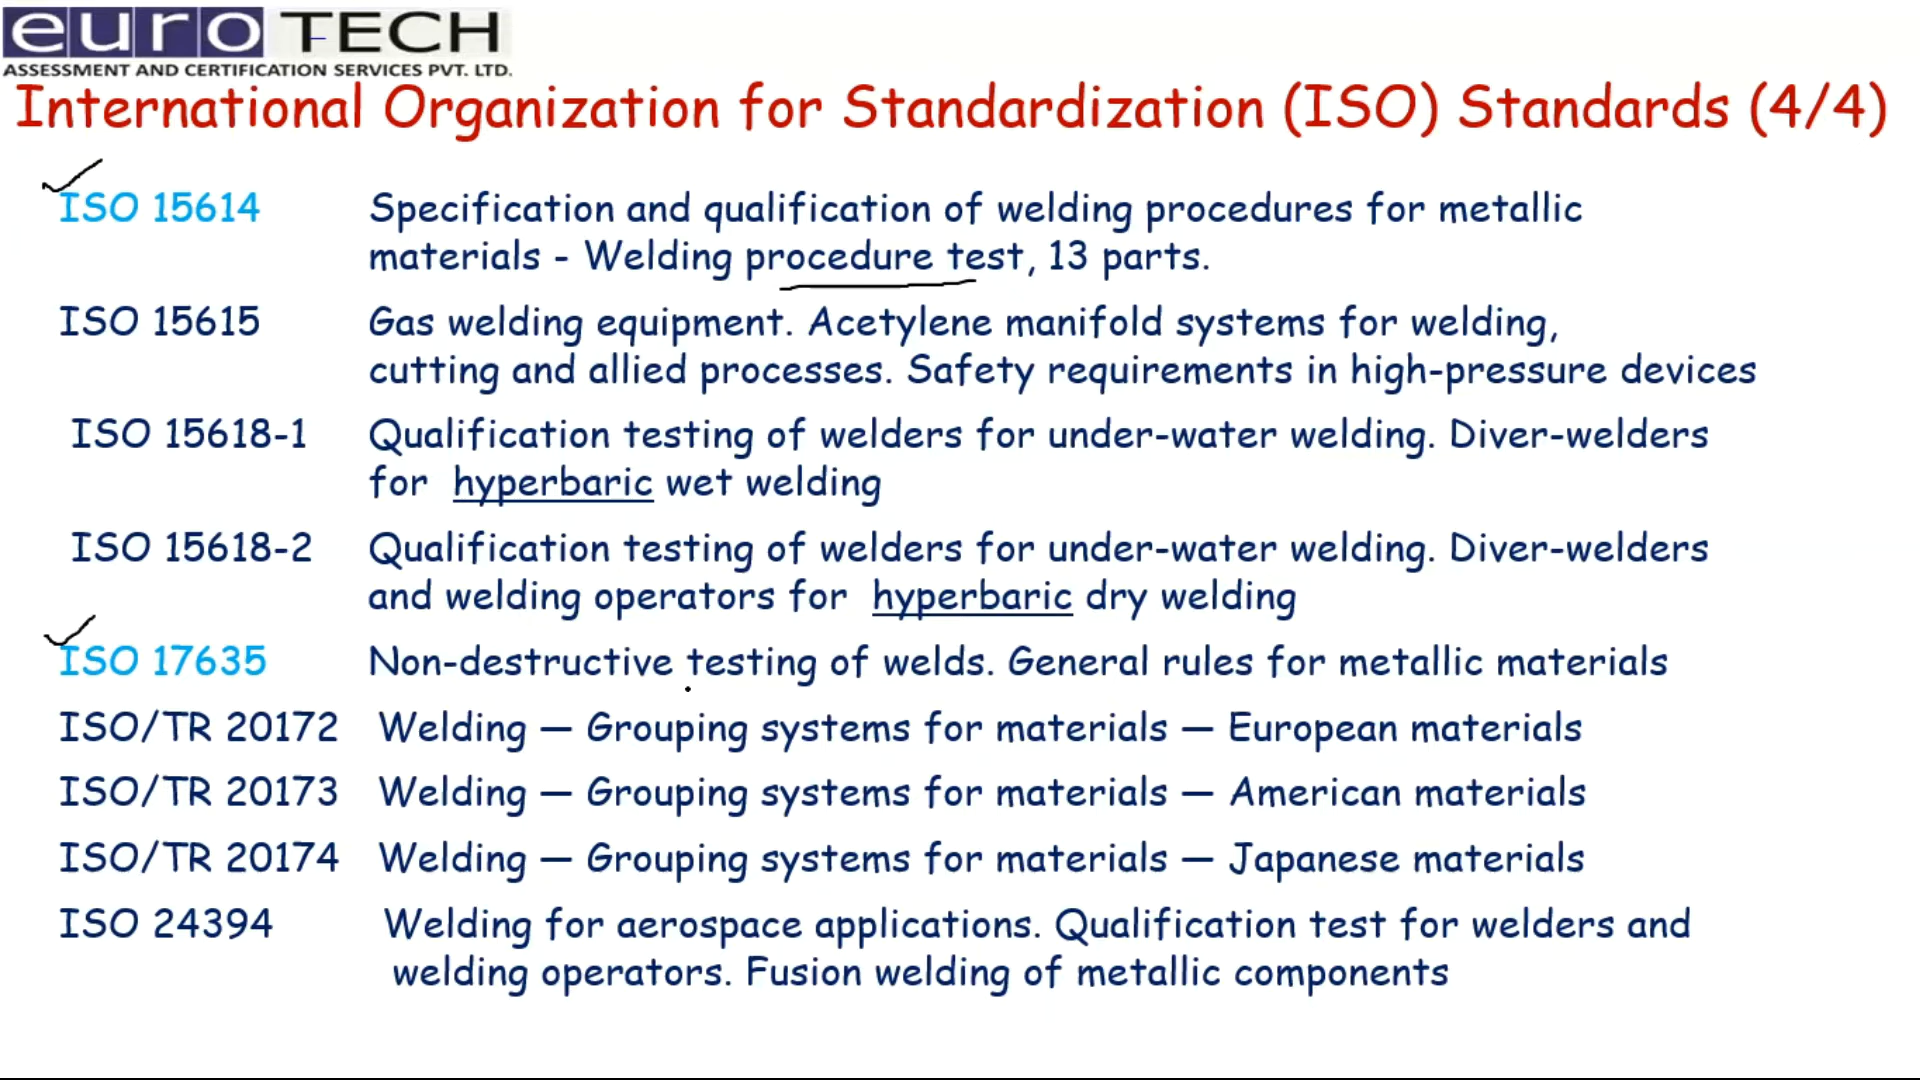 euro TECH
ASSESSMENT AND CERTIFICATION SERVICES PVT. LTD.
International Organization for Standardization (ISO) Standards (4/4)
ISO 15614 Specification and qualification of welding procedures for metallic
materials - Welding procedure test, 13 parts.
ISO 15615 Gas welding equipment. Acetylene manifold systems for welding,
cutting and allied processes. Safety requirements in high-pressure devices
ISO 15618-1 Qualification testing of welders for under-water welding. Diver-welders
for hyperbaric wet welding
ISO 15618-2 Qualification testing of welders for under-water welding. Diver-welders
and welding operators for hyperbaric dry welding
ISO 17635 Non-destructive testing of welds. General rules for metallic materials
ISO/TR 20172 Welding — Grouping systems for materials — European materials
ISO/TR 20173 Welding — Grouping systems for materials — American materials
ISO/TR 20174 Welding — Grouping systems for materials — Japanese materials
ISO 24394 Welding for aerospace applications. Qualification test for welders and
welding operators. Fusion welding of metallic components